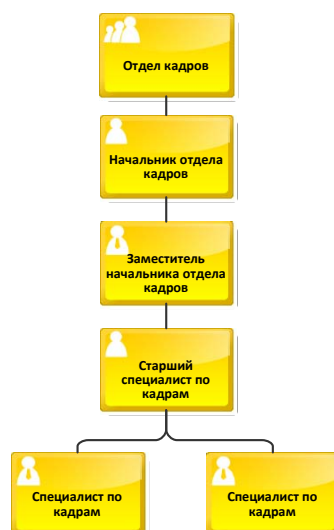 Отдел кадров
Начальник отдела
кадров
Заместитель
начальника отдела
кадров
Старший
специалист по
кадрам
Специалист по
кадрам
Специалист по
кадрам